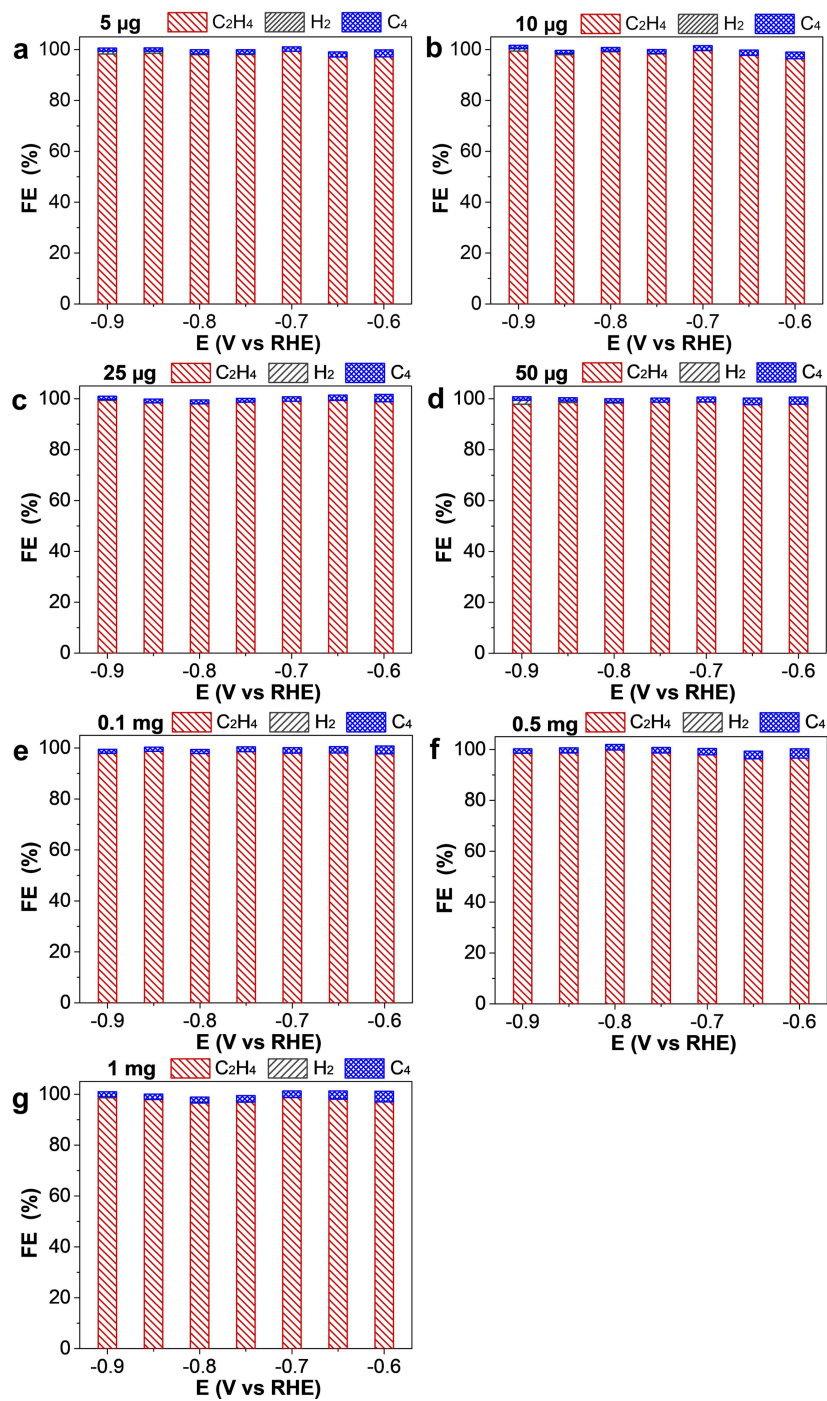 a 5 µg C2H4 H2 C4
FE (%)
100
80
60
40
20
0
-0.9 -0.8 -0.7 -0.6
E (V vs RHE)
b 10 µg C2H4 H2 C4
FE (%)
100
80
60
40
20
0
-0.9 -0.8 -0.7 -0.6
E (V vs RHE)
c 25 µg C2H4 H2 C4
FE (%)
100
80
60
40
20
0
-0.9 -0.8 -0.7 -0.6
E (V vs RHE)
d 50 µg C2H4 H2 C4
FE (%)
100
80
60
40
20
0
-0.9 -0.8 -0.7 -0.6
E (V vs RHE)
e 0.1 mg C2H4 H2 C4
FE (%)
100
80
60
40
20
0
-0.9 -0.8 -0.7 -0.6
E (V vs RHE)
f 0.5 mg C2H4 H2 C4
FE (%)
100
80
60
40
20
0
-0.9 -0.8 -0.7 -0.6
E (V vs RHE)
g 1 mg C2H4 H2 C4
FE (%)
100
80
60
40
20
0
-0.9 -0.8 -0.7 -0.6
E (V vs RHE)